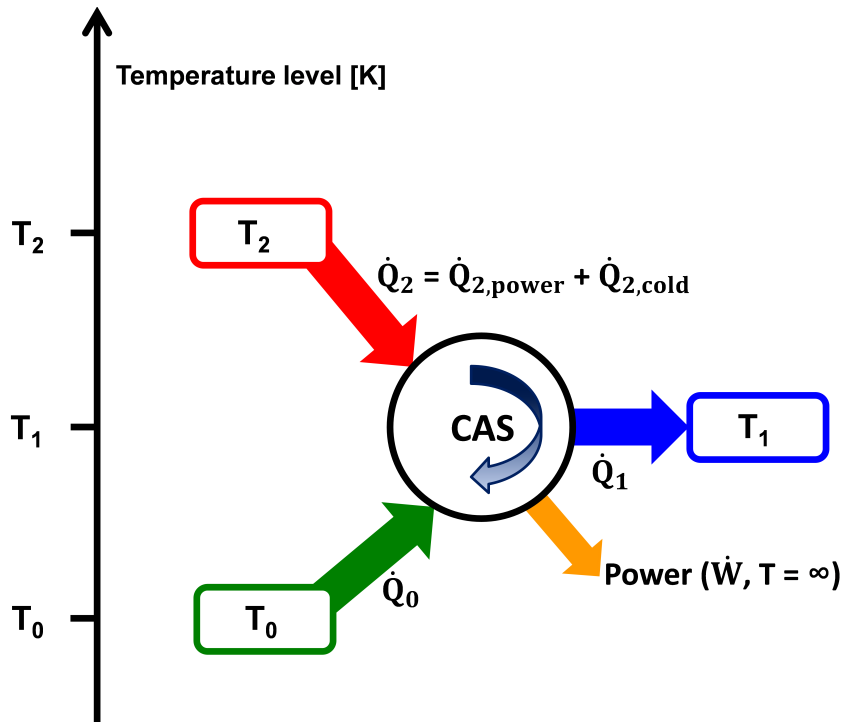 Temperature level [K]
T₂
T₂
Q̇₂ = Q̇₂,power + Q̇₂,cold
T₁
CAS
T₁
Q̇₁
Power (Ẇ, T = ∞)
Q̇₀
T₀
T₀